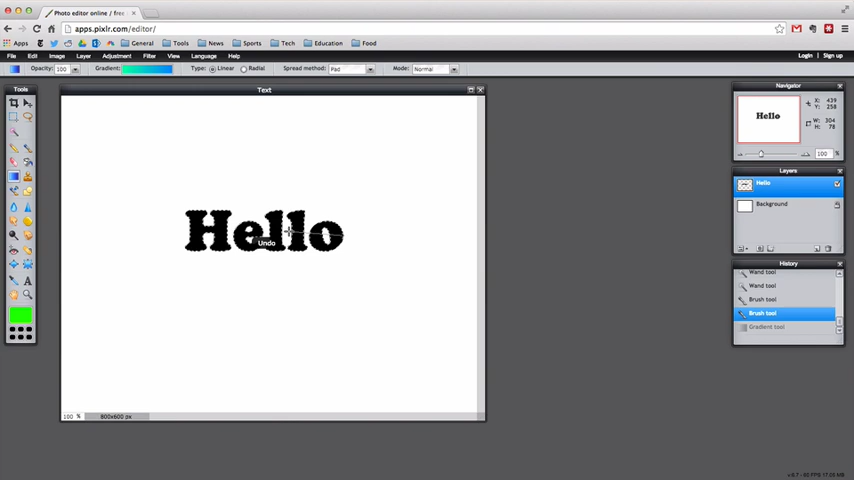 Photo editor online / free
apps.pixlr.com/editor/
Apps General Tools News Sports Tech Education Food
File Edit Image Layer Adjustment Filter View Language Help Login Sign up
Opacity: 100 Gradient: Type: Linear Radial Spread method: Pad Mode: Normal
Tools
Text
Navigator
Hello
X: 439
Y: 258
W: 304
H: 78
100 %
Layers
Hello
Background
History
Wand tool
Wand tool
Brush tool
Brush tool
Gradient tool
Hello
Undo
100 % 800x600 px